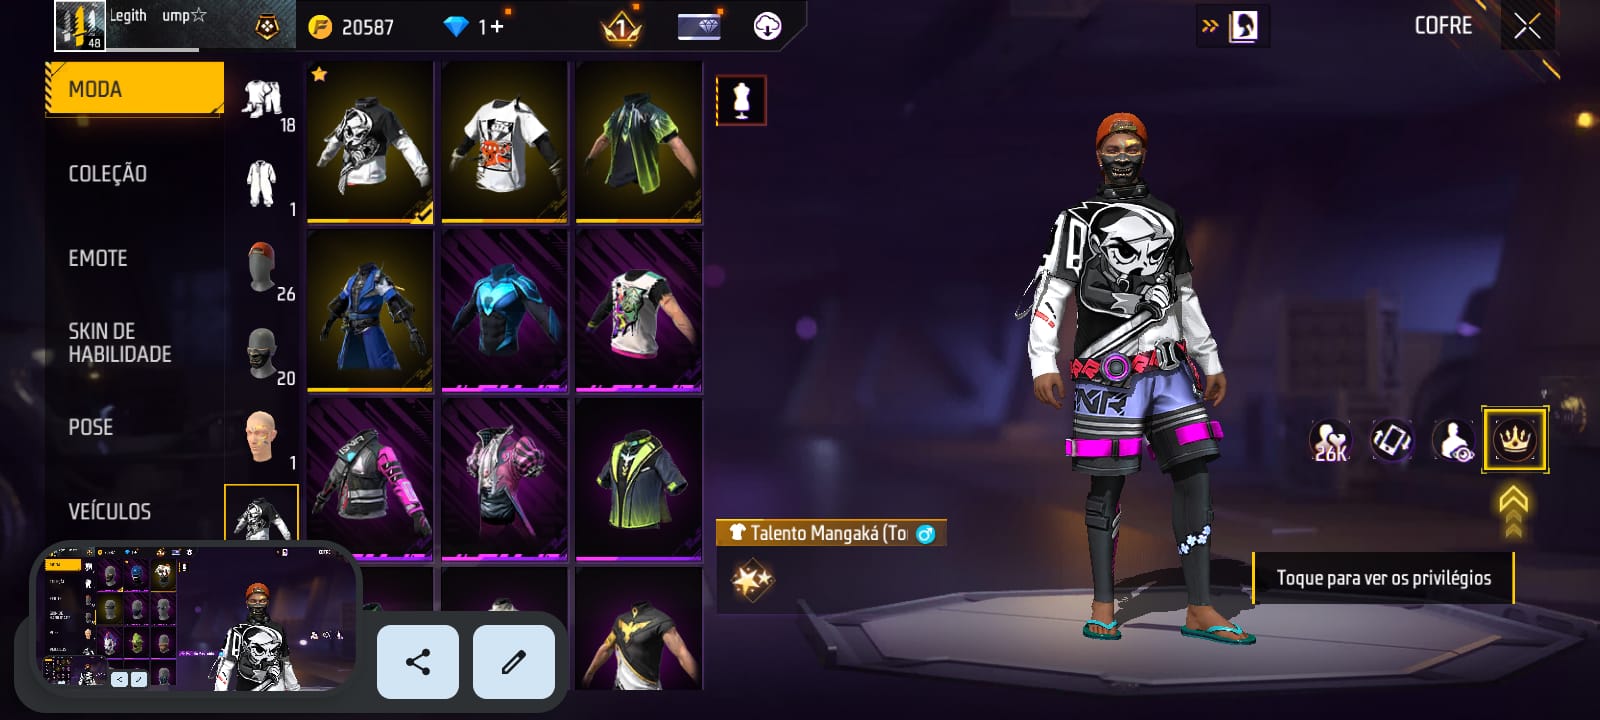 Legith ump☆
48
20587
1+
1
COFRE
MODA
18
COLEÇÃO
1
EMOTE
26
SKIN DE
HABILIDADE
20
POSE
1
26K
VEÍCULOS
Talento Mangaká (To
Toque para ver os privilégios